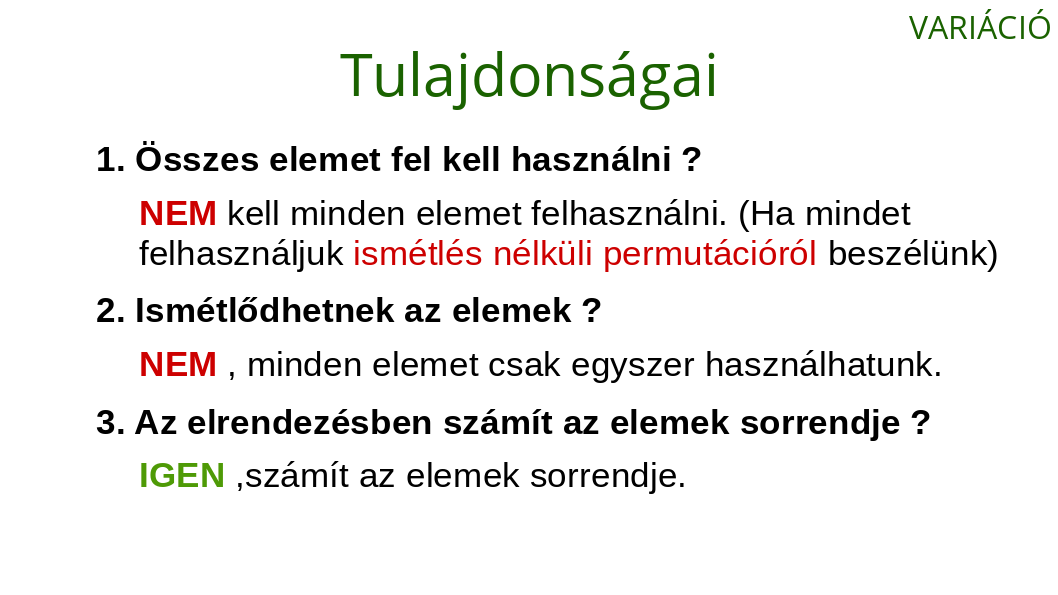 VARIÁCIÓ
Tulajdonságai
1. Összes elemet fel kell használni ?
NEM kell minden elemet felhasználni. (Ha mindet
felhasználjuk ismétlés nélküli permutációról beszélünk)
2. Ismétlődhetnek az elemek ?
NEM , minden elemet csak egyszer használhatunk.
3. Az elrendezésben számít az elemek sorrendje ?
IGEN ,számít az elemek sorrendje.